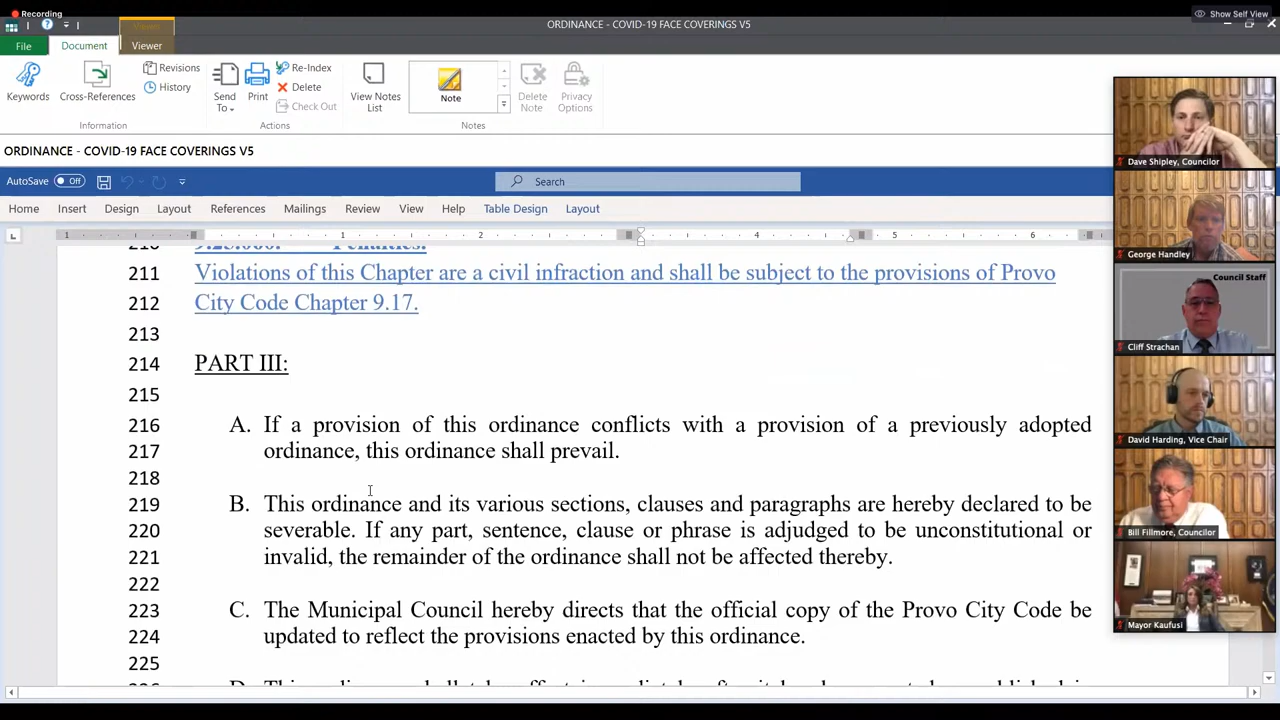 Recording
Show Self View
ORDINANCE - COVID-19 FACE COVERINGS V5
Viewer
File
Document
Viewer
Keywords
Cross-References
Revisions
History
Information
Send To
Print
Re-Index
Delete
Check Out
Actions
View Notes List
Note
Delete Note
Privacy Options
Notes
ORDINANCE - COVID-19 FACE COVERINGS V5
AutoSave Off
Search
Home Insert Design Layout References Mailings Review View Help Table Design Layout
1 1 2 4 5 6
211 Violations of this Chapter are a civil infraction and shall be subject to the provisions of Provo
212 City Code Chapter 9.17.
213
214 PART III:
215
216 A. If a provision of this ordinance conflicts with a provision of a previously adopted
217 ordinance, this ordinance shall prevail.
218
219 B. This ordinance and its various sections, clauses and paragraphs are hereby declared to be
220 severable. If any part, sentence, clause or phrase is adjudged to be unconstitutional or
221 invalid, the remainder of the ordinance shall not be affected thereby.
222
223 C. The Municipal Council hereby directs that the official copy of the Provo City Code be
224 updated to reflect the provisions enacted by this ordinance.
225
Dave Shipley, Councilor
George Handley
Council Staff
Cliff Strachan
David Harding, Vice Chair
Bill Fillmore, Councilor
Mayor Kaufusi